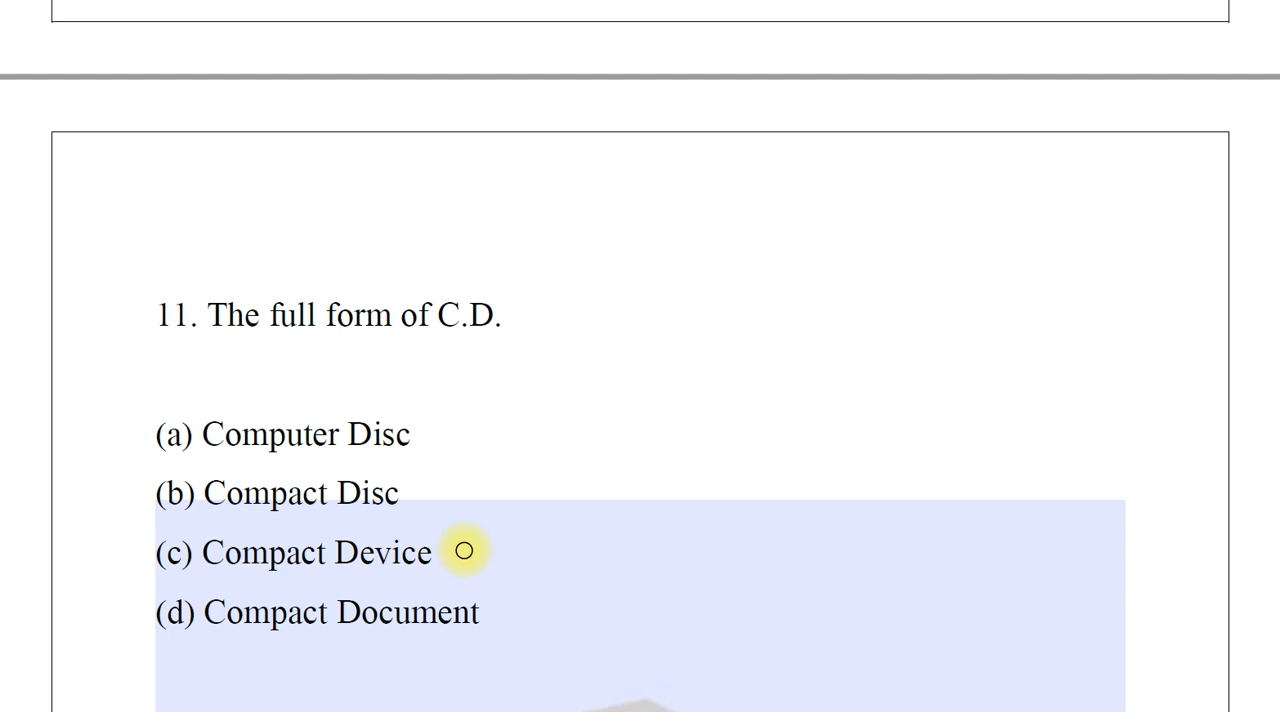 11. The full form of C.D.
(a) Computer Disc
(b) Compact Disc
(c) Compact Device
(d) Compact Document